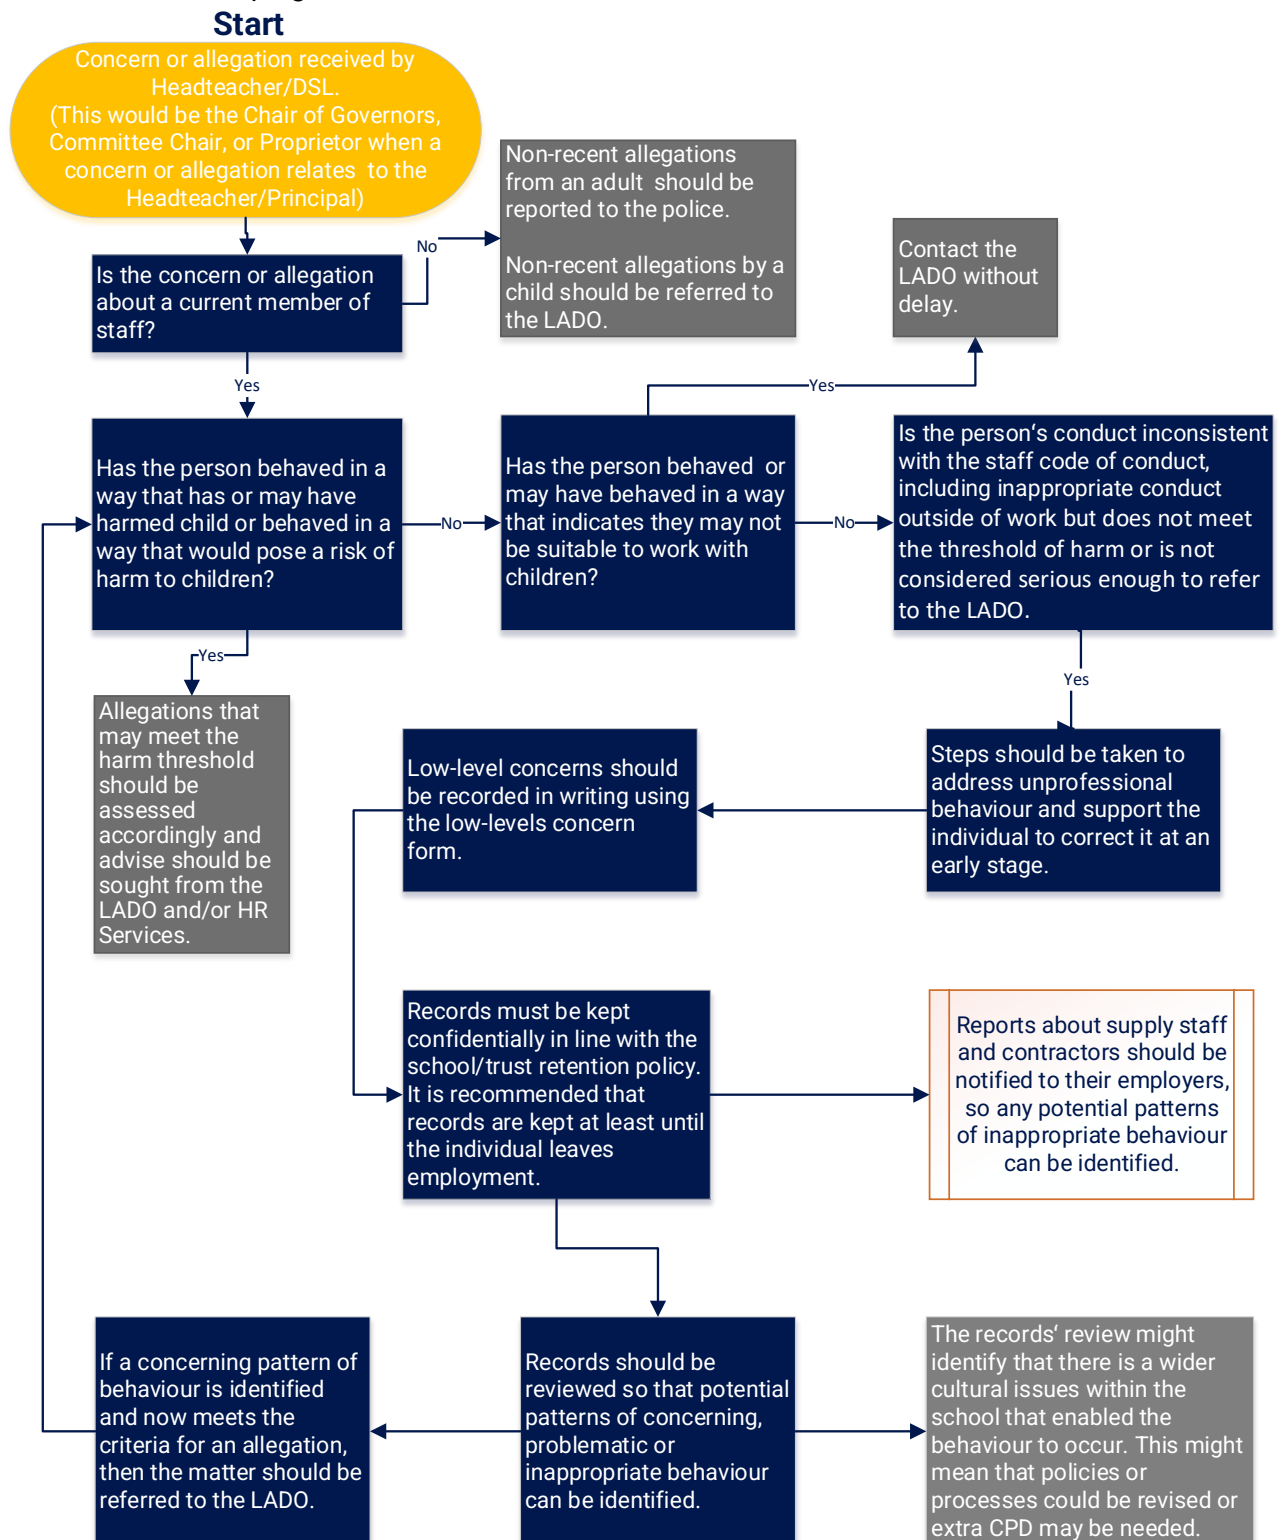 Start
Concern or allegation received by
Headteacher/DSL.
(This would be the Chair of Governors,
Committee Chair, or Proprietor when a
concern or allegation relates to the
Headteacher/Principal)
Non-recent allegations
from an adult should be
reported to the police.
Non-recent allegations by a
child should be referred to
the LADO.
No
Contact the
LADO without
delay.
Is the concern or allegation
about a current member of
staff?
Yes
Yes
Has the person behaved in a
way that has or may have
harmed child or behaved in a
way that would pose a risk of
harm to children?
No
Has the person behaved or
may have behaved in a way
that indicates they may not
be suitable to work with
children?
No
Is the person's conduct inconsistent
with the staff code of conduct,
including inappropriate conduct
outside of work but does not meet
the threshold of harm or is not
considered serious enough to refer
to the LADO.
Yes
Yes
Allegations that
may meet the
harm threshold
should be
assessed
accordingly and
advise should be
sought from the
LADO and/or HR
Services.
Low-level concerns should
be recorded in writing using
the low-levels concern
form.
Steps should be taken to
address unprofessional
behaviour and support the
individual to correct it at an
early stage.
Records must be kept
confidentially in line with the
school/trust retention policy.
It is recommended that
records are kept at least until
the individual leaves
employment.
Reports about supply staff
and contractors should be
notified to their employers,
so any potential patterns
of inappropriate behaviour
can be identified.
If a concerning pattern of
behaviour is identified
and now meets the
criteria for an allegation,
then the matter should be
referred to the LADO.
Records should be
reviewed so that potential
patterns of concerning,
problematic or
inappropriate behaviour
can be identified.
The records' review might
identify that there is a wider
cultural issues within the
school that enabled the
behaviour to occur. This might
mean that policies or
processes could be revised or
extra CPD may be needed.